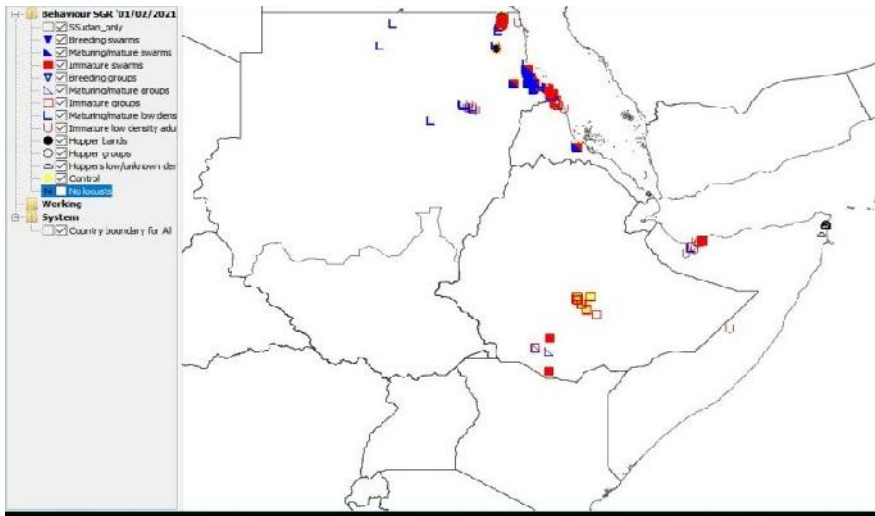 Behaviour SGR '01/02/2021
SSudan_only
Breeding swarms
Maturing/mature swarms
Immature swarms
Breeding groups
Maturing/mature groups
Immature groups
Maturing/mature low dens
Immature low density adu
Hopper bands
Hopper groups
Hoppers low/unknown der
Control
No locusts
Working
System
Country boundary for All